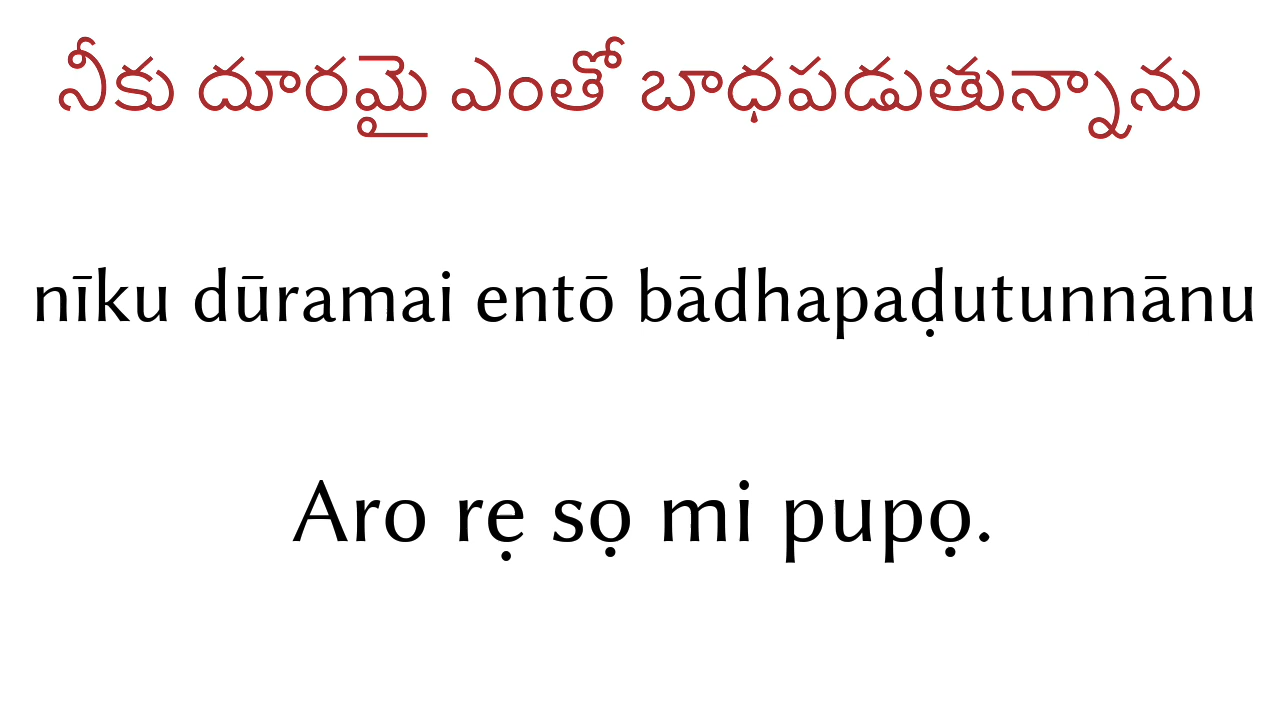 నీకు దూరమై ఎంతో బాధపడుతున్నాను
nīku dūramai entō bādhapaḍutunnānu
Aro rẹ sọ mi pupọ.